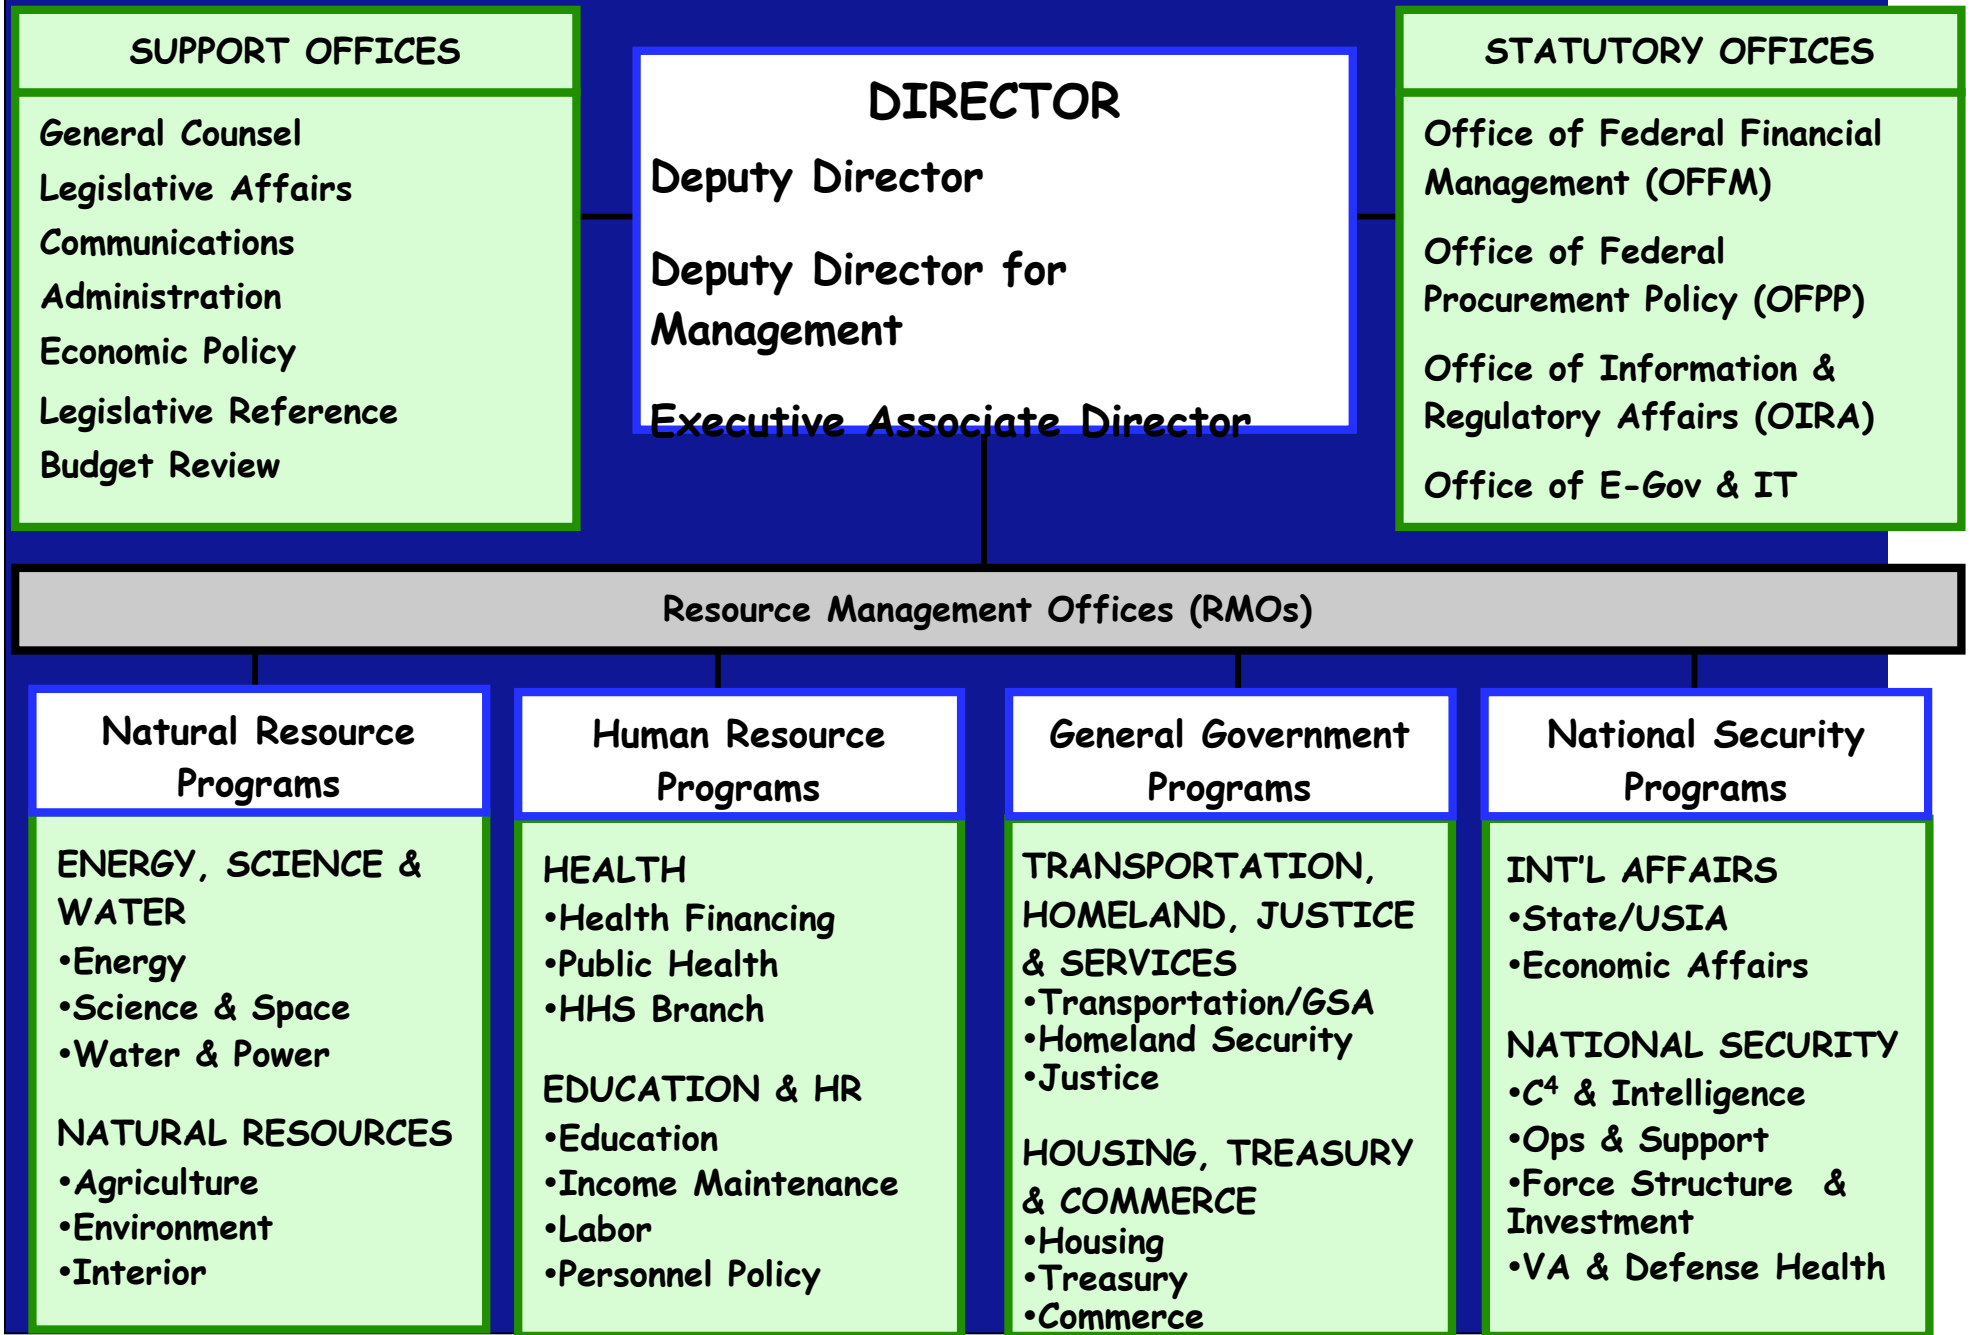 SUPPORT OFFICES
General Counsel
Legislative Affairs
Communications
Administration
Economic Policy
Legislative Reference
Budget Review
DIRECTOR
Deputy Director
Deputy Director for
Management
Executive Associate Director
STATUTORY OFFICES
Office of Federal Financial
Management (OFFM)
Office of Federal
Procurement Policy (OFPP)
Office of Information &
Regulatory Affairs (OIRA)
Office of E-Gov & IT
Resource Management Offices (RMOs)
Natural Resource
Programs
ENERGY, SCIENCE &
WATER
•Energy
•Science & Space
•Water & Power
NATURAL RESOURCES
•Agriculture
•Environment
•Interior
Human Resource
Programs
HEALTH
•Health Financing
•Public Health
•HHS Branch
EDUCATION & HR
•Education
•Income Maintenance
•Labor
•Personnel Policy
General Government
Programs
TRANSPORTATION,
HOMELAND, JUSTICE
& SERVICES
•Transportation/GSA
•Homeland Security
•Justice
HOUSING, TREASURY
& COMMERCE
•Housing
•Treasury
•Commerce
National Security
Programs
INT'L AFFAIRS
•State/USIA
•Economic Affairs
NATIONAL SECURITY
•C⁴ & Intelligence
•Ops & Support
•Force Structure &
Investment
•VA & Defense Health